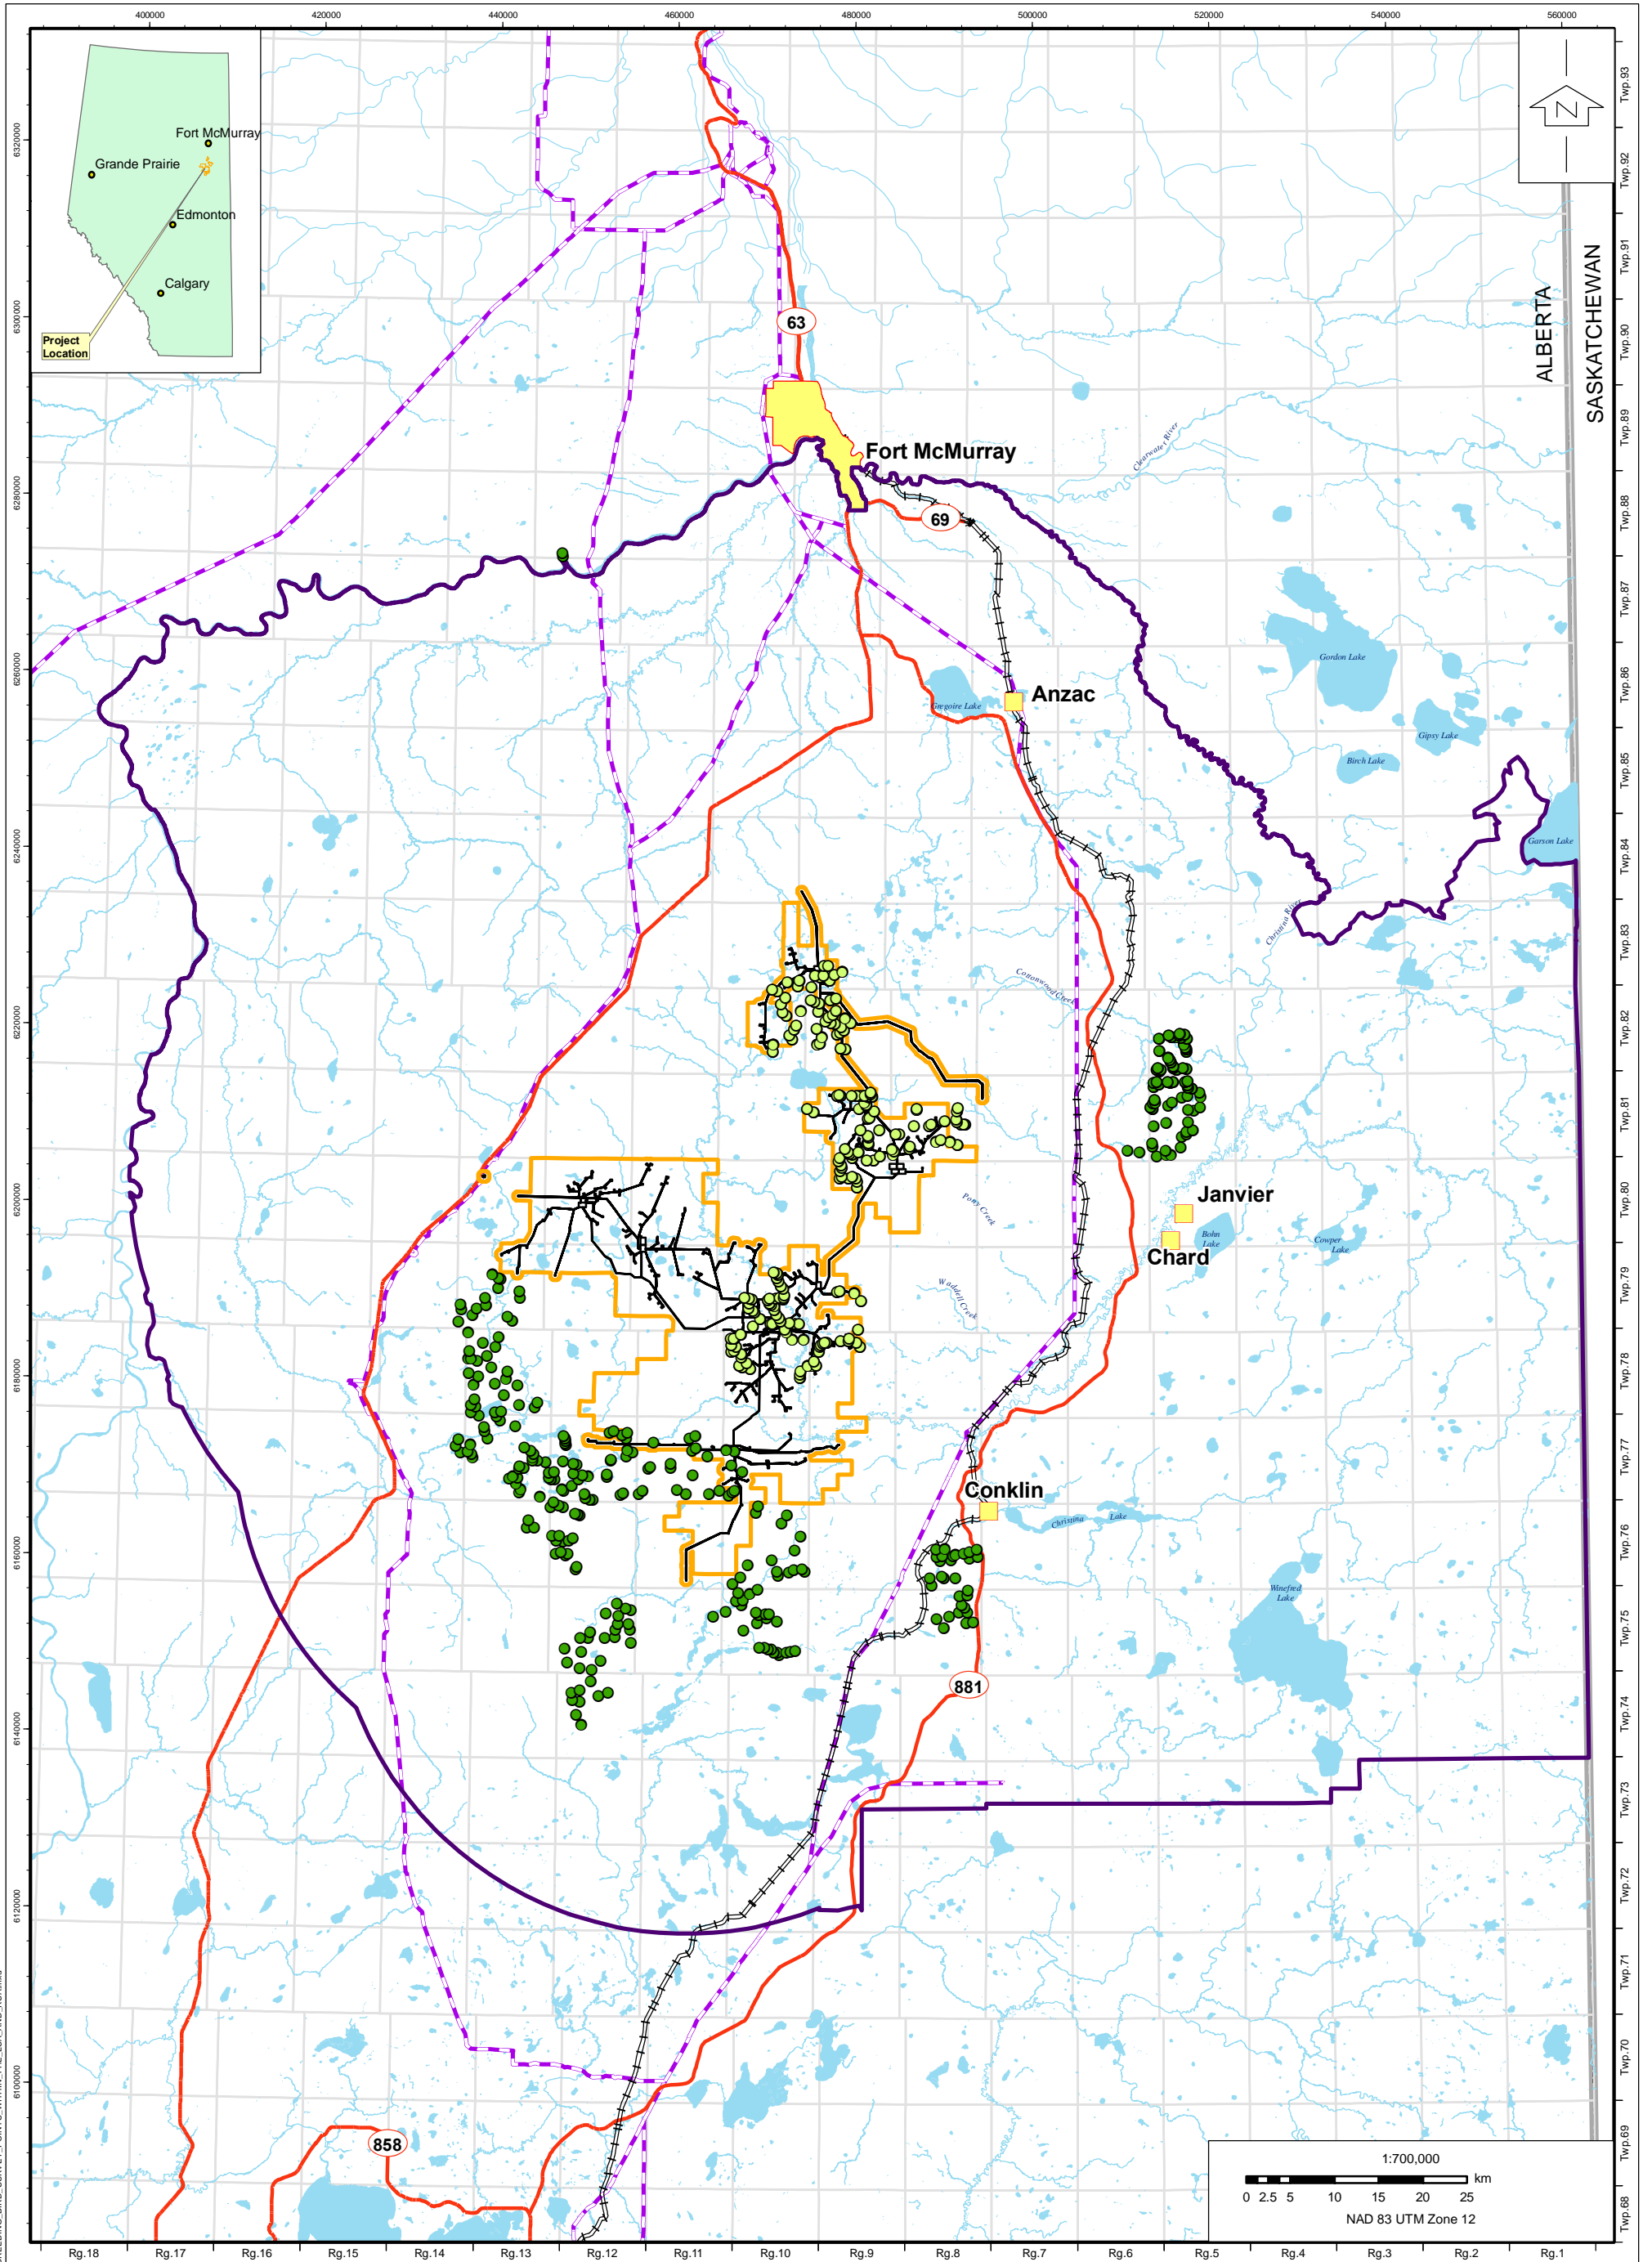 400000
420000
440000
460000
480000
500000
520000
540000
560000
Fort McMurray
Grande Prairie
Edmonton
Calgary
Project
Location
N
ALBERTA
SASKATCHEWAN
63
Fort McMurray
Clearwater River
69
Gordon Lake
Anzac
Gregoire Lake
Gipsy Lake
Birch Lake
Garson Lake
Christina River
Cottonwood Creek
Janvier
Pony Creek
Bohn
Lake
Cowper
Lake
Chard
Waddell Creek
Conklin
Christina Lake
Winefred
Lake
881
858
1:700,000
km
0 2.5 5 10 15 20 25
NAD 83 UTM Zone 12
6320000
6300000
6280000
6260000
6240000
6220000
6200000
6180000
6160000
6140000
6120000
6100000
Twp.93
Twp.92
Twp.91
Twp.90
Twp.89
Twp.88
Twp.87
Twp.86
Twp.85
Twp.84
Twp.83
Twp.82
Twp.81
Twp.80
Twp.79
Twp.78
Twp.77
Twp.76
Twp.75
Twp.74
Twp.73
Twp.72
Twp.71
Twp.70
Twp.69
Twp.68
Rg.18
Rg.17
Rg.16
Rg.15
Rg.14
Rg.13
Rg.12
Rg.11
Rg.10
Rg.9
Rg.8
Rg.7
Rg.6
Rg.5
Rg.4
Rg.3
Rg.2
Rg.1